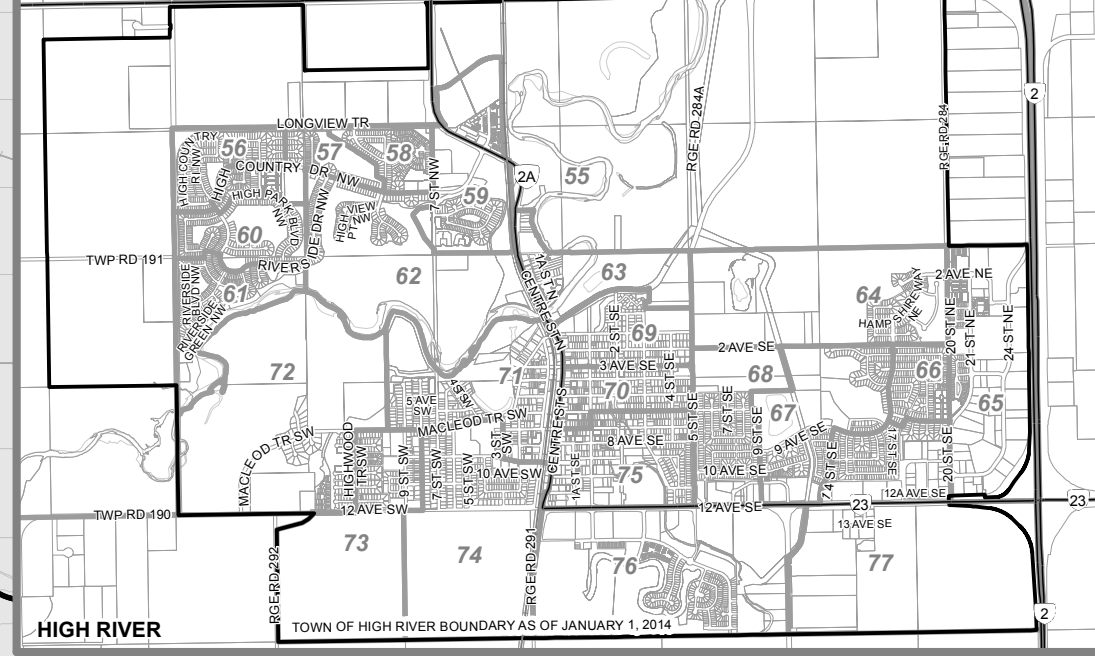 2
RGE RD 284A
RGE RD 284
LONGVIEW TR
HIGH COUNTRY
RI NW
56
57
58
HIGH COUNTRY DR NW
7 ST NW
2A
55
59
HIGH PARK BLVD
NW
HIGH VIEW
PT NW
60
RIVERSIDE DR NW
TWP RD 191
61
RIVERSIDE
BLVD NW
RIVERSIDE
GREEN NW
62
1A ST N
CENTRE ST N
63
64
2 AVE NE
HAMPSHIRE WAY
NE
20 ST NE
21 ST NE
24 ST NE
2 ST SE
69
2 AVE SE
3 AVE SE
4 ST SE
68
66
72
71
70
65
4 ST SW
5 AVE
SW
MACLEOD TR SW
CENTRE ST S
5 ST SE
7 ST SE
9 ST SE
67
9 AVE SE
8 AVE SE
3 ST
SW
MACLEOD TR SW
HIGHWOOD
TR SW
9 ST SW
7 ST SW
5 ST SW
10 AVE SW
1A ST SE
75
10 AVE SE
14 ST SE
17 ST SE
20 ST SE
12A AVE SE
TWP RD 190
12 AVE SW
12 AVE SE
23
23
13 AVE SE
73
74
RGE RD 291
76
77
RGE RD 292
2
HIGH RIVER
TOWN OF HIGH RIVER BOUNDARY AS OF JANUARY 1, 2014